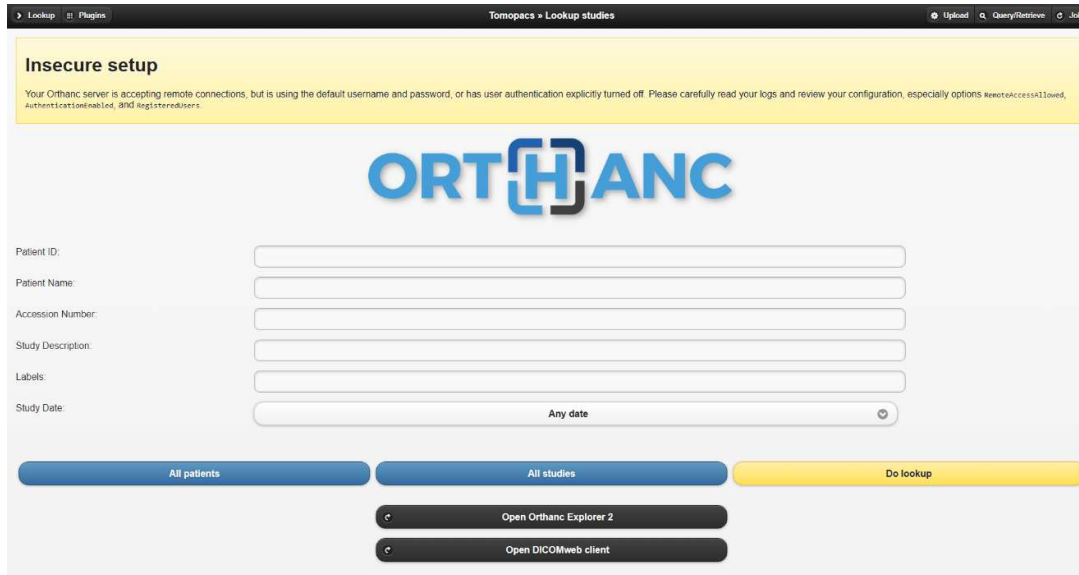 Lookup Plugins Tomopacs » Lookup studies Upload Query/Retrieve
Insecure setup
Your Orthanc server is accepting remote connections, but is using the default username and password, or has user authentication explicitly turned off. Please carefully read your logs and review your configuration, especially options RemoteAccessAllowed,
AuthenticationEnabled, and RegisteredUsers.
ORTHANC
Patient ID:
Patient Name:
Accession Number:
Study Description:
Labels:
Study Date: Any date
All patients All studies Do lookup
Open Orthanc Explorer 2
Open DICOMweb client